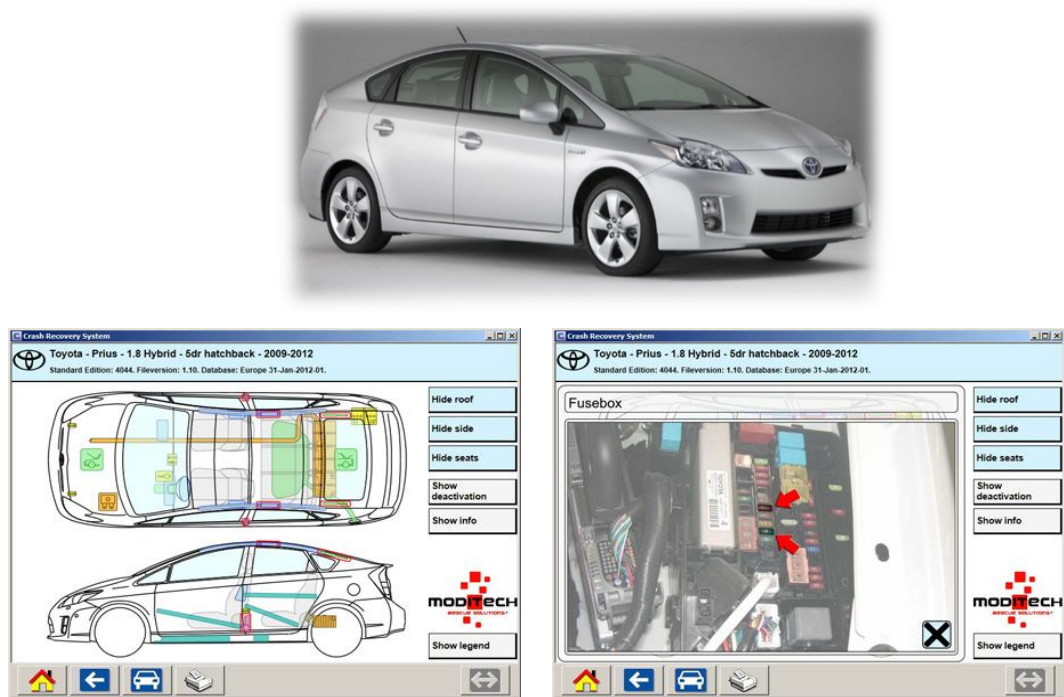 Crash Recovery System
Toyota - Prius - 1.8 Hybrid - 5dr hatchback - 2009-2012
Standard Edition: 4044. Fileversion: 1.10. Database: Europe 31-Jan-2012-01.
Hide roof
Hide side
Hide seats
Show
deactivation
Show info
MODITECH
RESCUE SOLUTIONS
Show legend
Crash Recovery System
Toyota - Prius - 1.8 Hybrid - 5dr hatchback - 2009-2012
Standard Edition: 4044. Fileversion: 1.10. Database: Europe 31-Jan-2012-01.
Fusebox
Hide roof
Hide side
Hide seats
Show
deactivation
Show info
MODITECH
RESCUE SOLUTIONS
Show legend